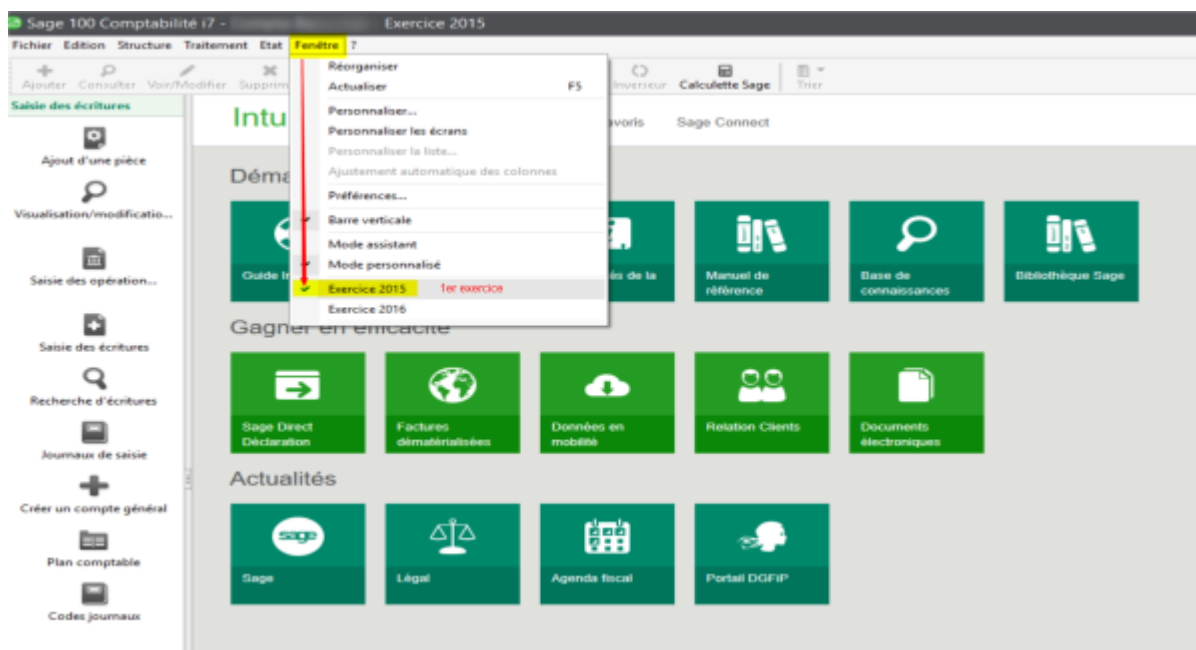 Sage 100 Comptabilité i7 - Exercice 2015
Fichier Edition Structure Traitement Etat Fenêtre ?
Ajouter Consulter Voir/Modifier Supprim Inverseur Calculette Sage Trier
Réorganiser
Actualiser F5
Personnaliser...
Personnaliser les écrans
Personnaliser la liste...
Ajustement automatique des colonnes
Préférences...
Barre verticale
Mode assistant
Mode personnalisé
Exercice 2015 1er exercice
Exercice 2016
Saisie des écritures
Ajout d'une pièce
Visualisation/modificatio...
Saisie des opération...
Saisie des écritures
Recherche d'écritures
Journaux de saisie
Créer un compte général
Plan comptable
Codes journaux
Intu avoris Sage Connect
Déma
Guide In
és de la
Manuel de
référence
Base de
connaissances
Bibliothèque Sage
Gagner en efficacité
Sage Direct
Déclaration
Factures
dématérialisées
Données en
mobilité
Relation Clients
Documents
électroniques
Actualités
sage
Sage
Légal
Agenda fiscal
Portail DGFiP